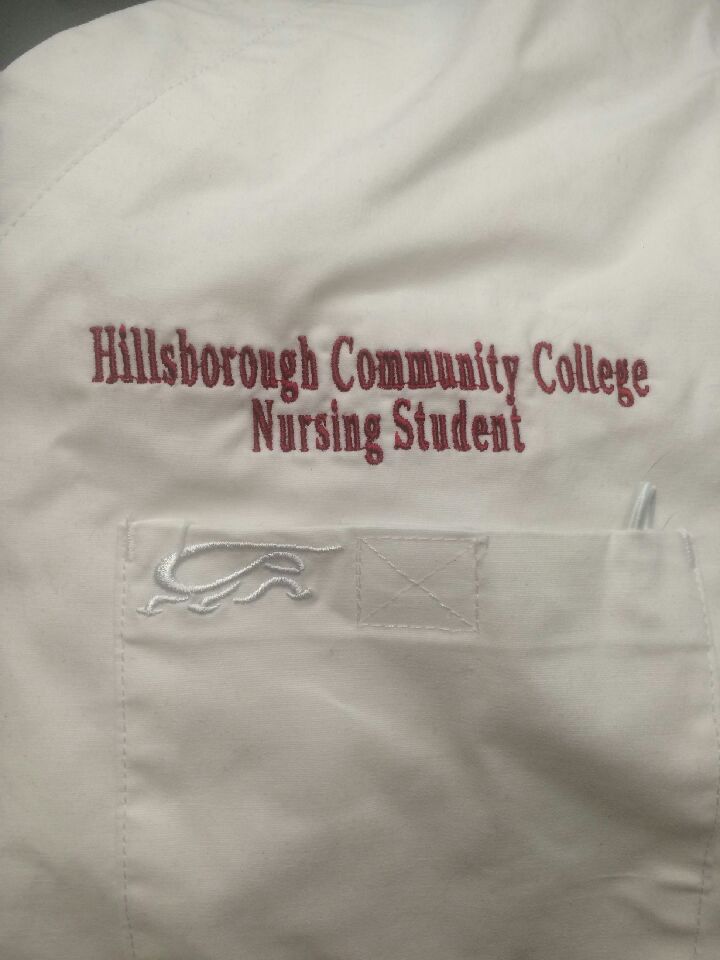 Hillsborough Community College
Nursing Student